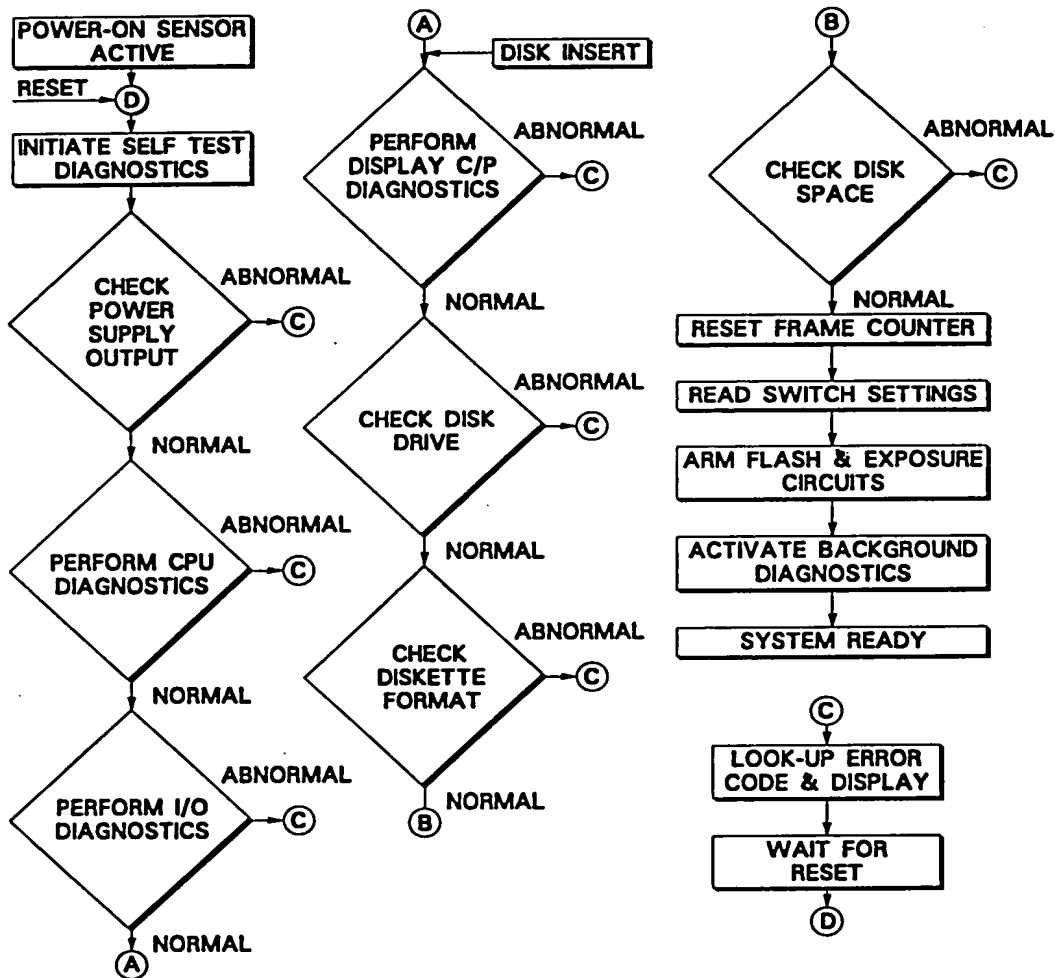 POWER-ON SENSOR
ACTIVE
RESET
D
INITIATE SELF TEST
DIAGNOSTICS
CHECK
POWER
SUPPLY
OUTPUT
ABNORMAL
C
NORMAL
PERFORM CPU
DIAGNOSTICS
ABNORMAL
C
NORMAL
PERFORM I/O
DIAGNOSTICS
ABNORMAL
C
NORMAL
A
A
DISK INSERT
PERFORM
DISPLAY C/P
DIAGNOSTICS
ABNORMAL
C
NORMAL
CHECK DISK
DRIVE
ABNORMAL
C
NORMAL
CHECK
DISKETTE
FORMAT
ABNORMAL
C
NORMAL
B
B
CHECK DISK
SPACE
ABNORMAL
C
NORMAL
RESET FRAME COUNTER
READ SWITCH SETTINGS
ARM FLASH & EXPOSURE
CIRCUITS
ACTIVATE BACKGROUND
DIAGNOSTICS
SYSTEM READY
C
LOOK-UP ERROR
CODE & DISPLAY
WAIT FOR
RESET
D